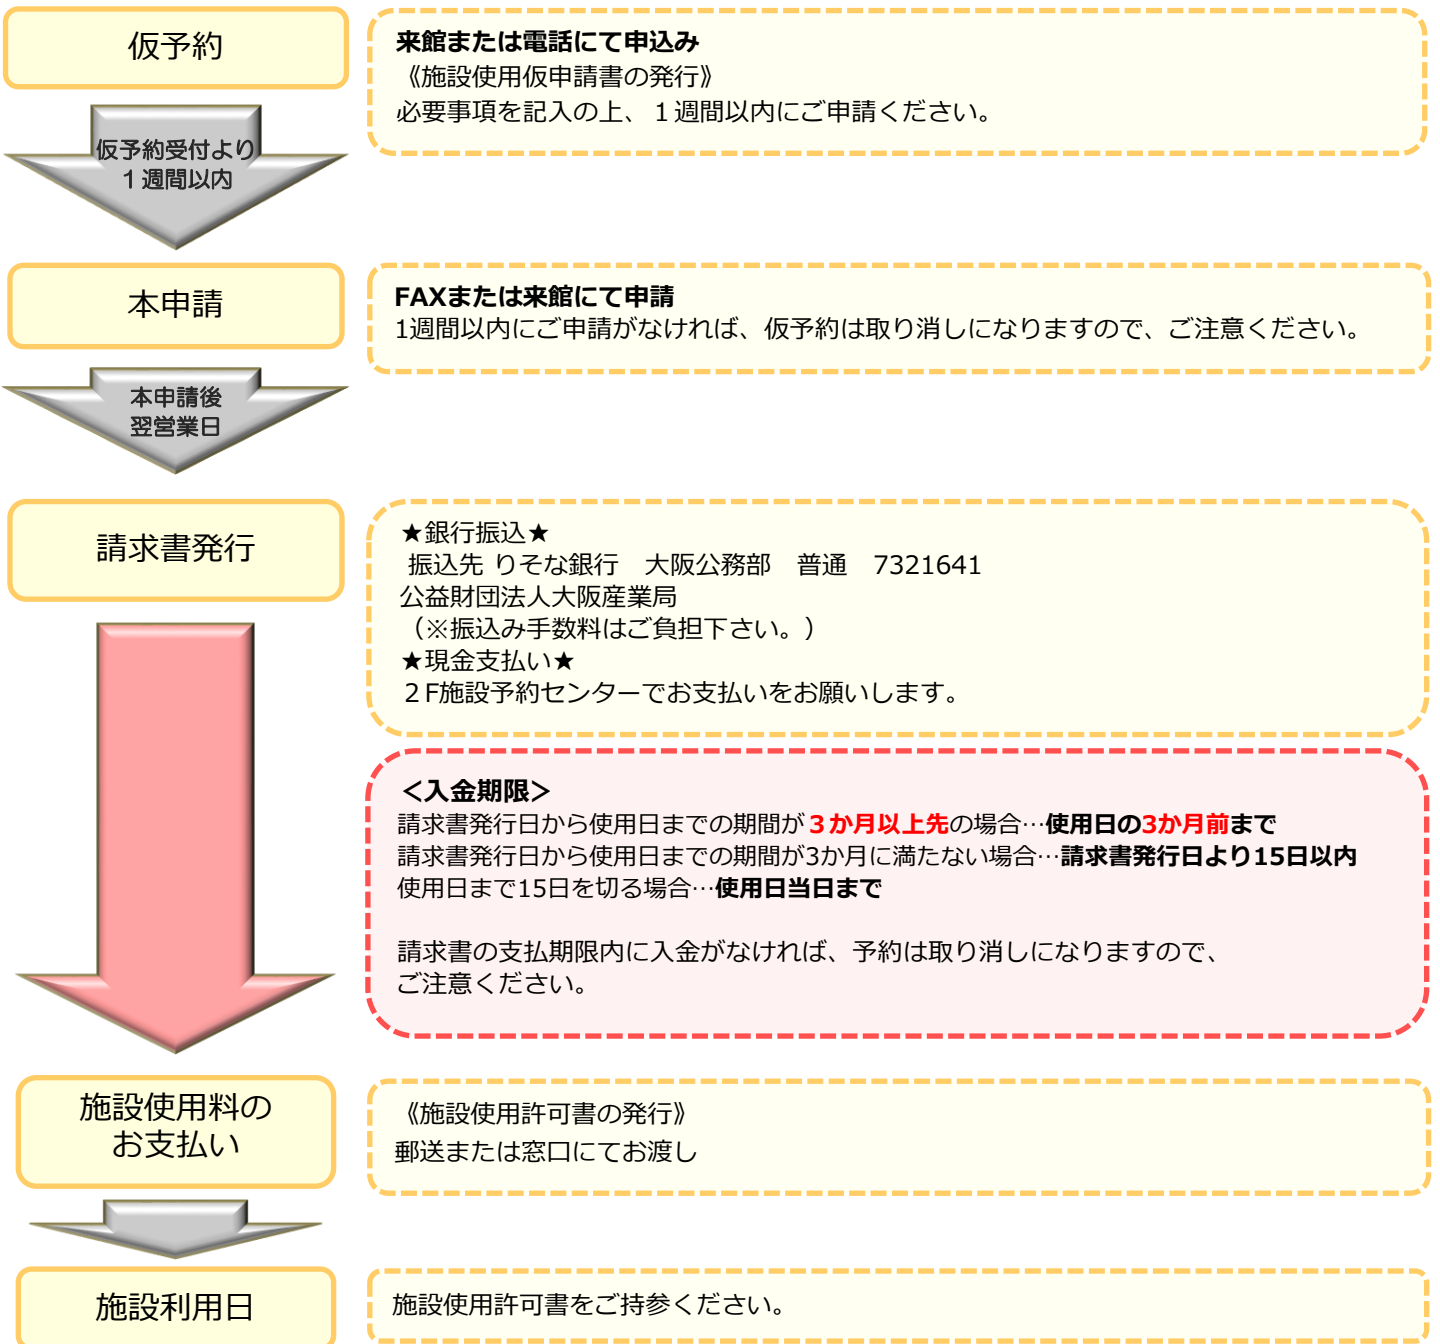 仮予約
来館または電話にて申込み
《施設使用仮申請書の発行》
必要事項を記入の上、１週間以内にご申請ください。
仮予約受付より
１週間以内
本申請
FAXまたは来館にて申請
1週間以内にご申請がなければ、仮予約は取り消しになりますので、ご注意ください。
本申請後
翌営業日
請求書発行
★銀行振込★
振込先 りそな銀行　大阪公務部　普通　7321641
公益財団法人大阪産業局
（※振込み手数料はご負担下さい。）
★現金支払い★
２F施設予約センターでお支払いをお願いします。
＜入金期限＞
請求書発行日から使用日までの期間が３か月以上先の場合…使用日の3か月前まで
請求書発行日から使用日までの期間が3か月に満たない場合…請求書発行日より15日以内
使用日まで15日を切る場合…使用日当日まで
請求書の支払期限内に入金がなければ、予約は取り消しになりますので、
ご注意ください。
施設使用料の
お支払い
《施設使用許可書の発行》
郵送または窓口にてお渡し
施設利用日
施設使用許可書をご持参ください。